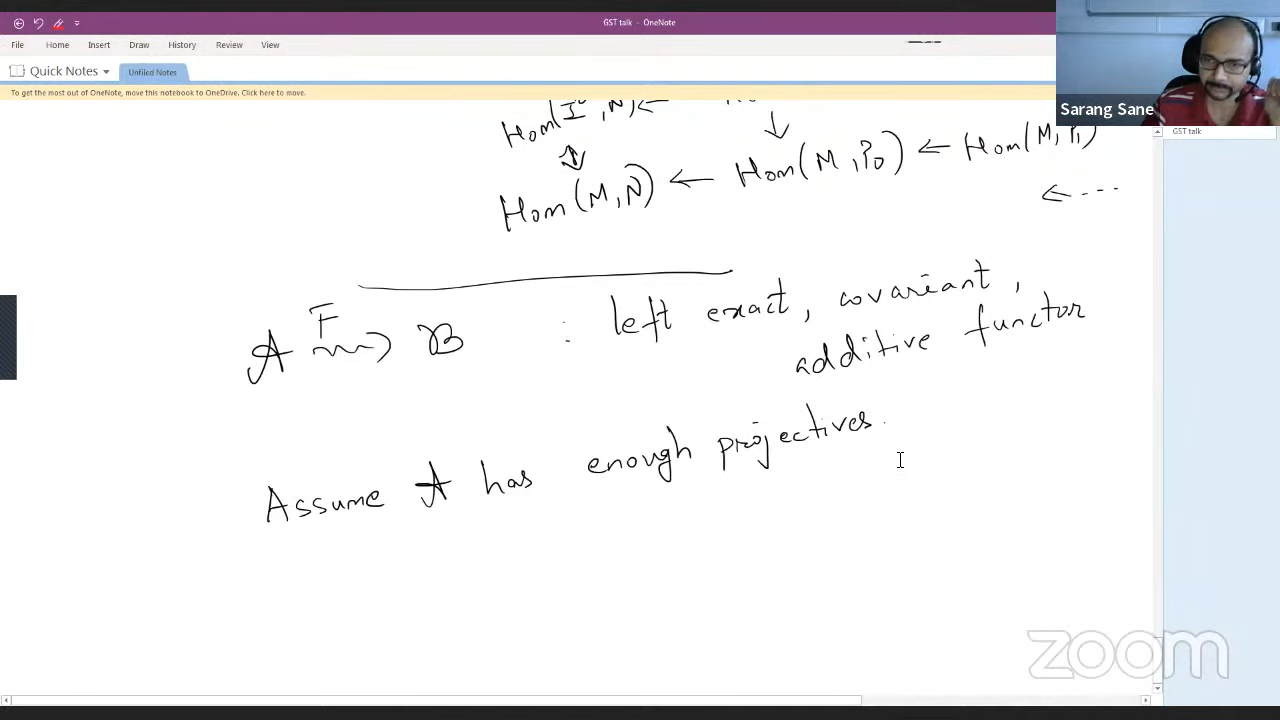 GST talk - OneNote
File Home Insert Draw History Review View
Quick Notes Unfiled Notes
To get the most out of OneNote, move this notebook to OneDrive. Click here to move.
Sarang Sane
GST talk
Hom(I⁰, N) ←
Hom(M, N) ← Hom(M, P₀) ← Hom(M, P₁)
← ...
A F⟿ B : left exact, covariant,
additive functor
Assume A has enough projectives.
zoom